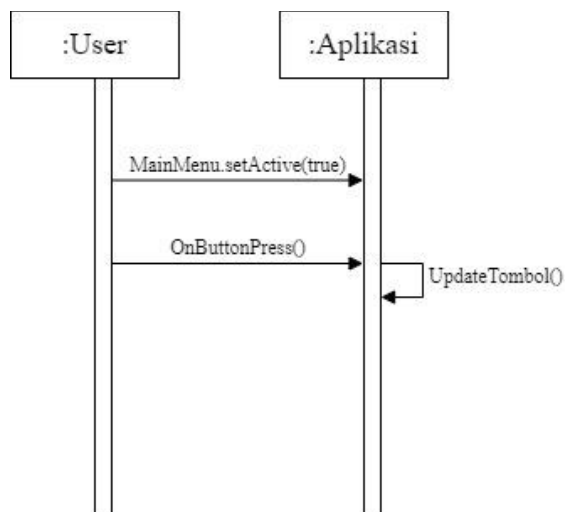 :User
:Aplikasi
MainMenu.setActive(true)
OnButtonPress()
UpdateTombol()